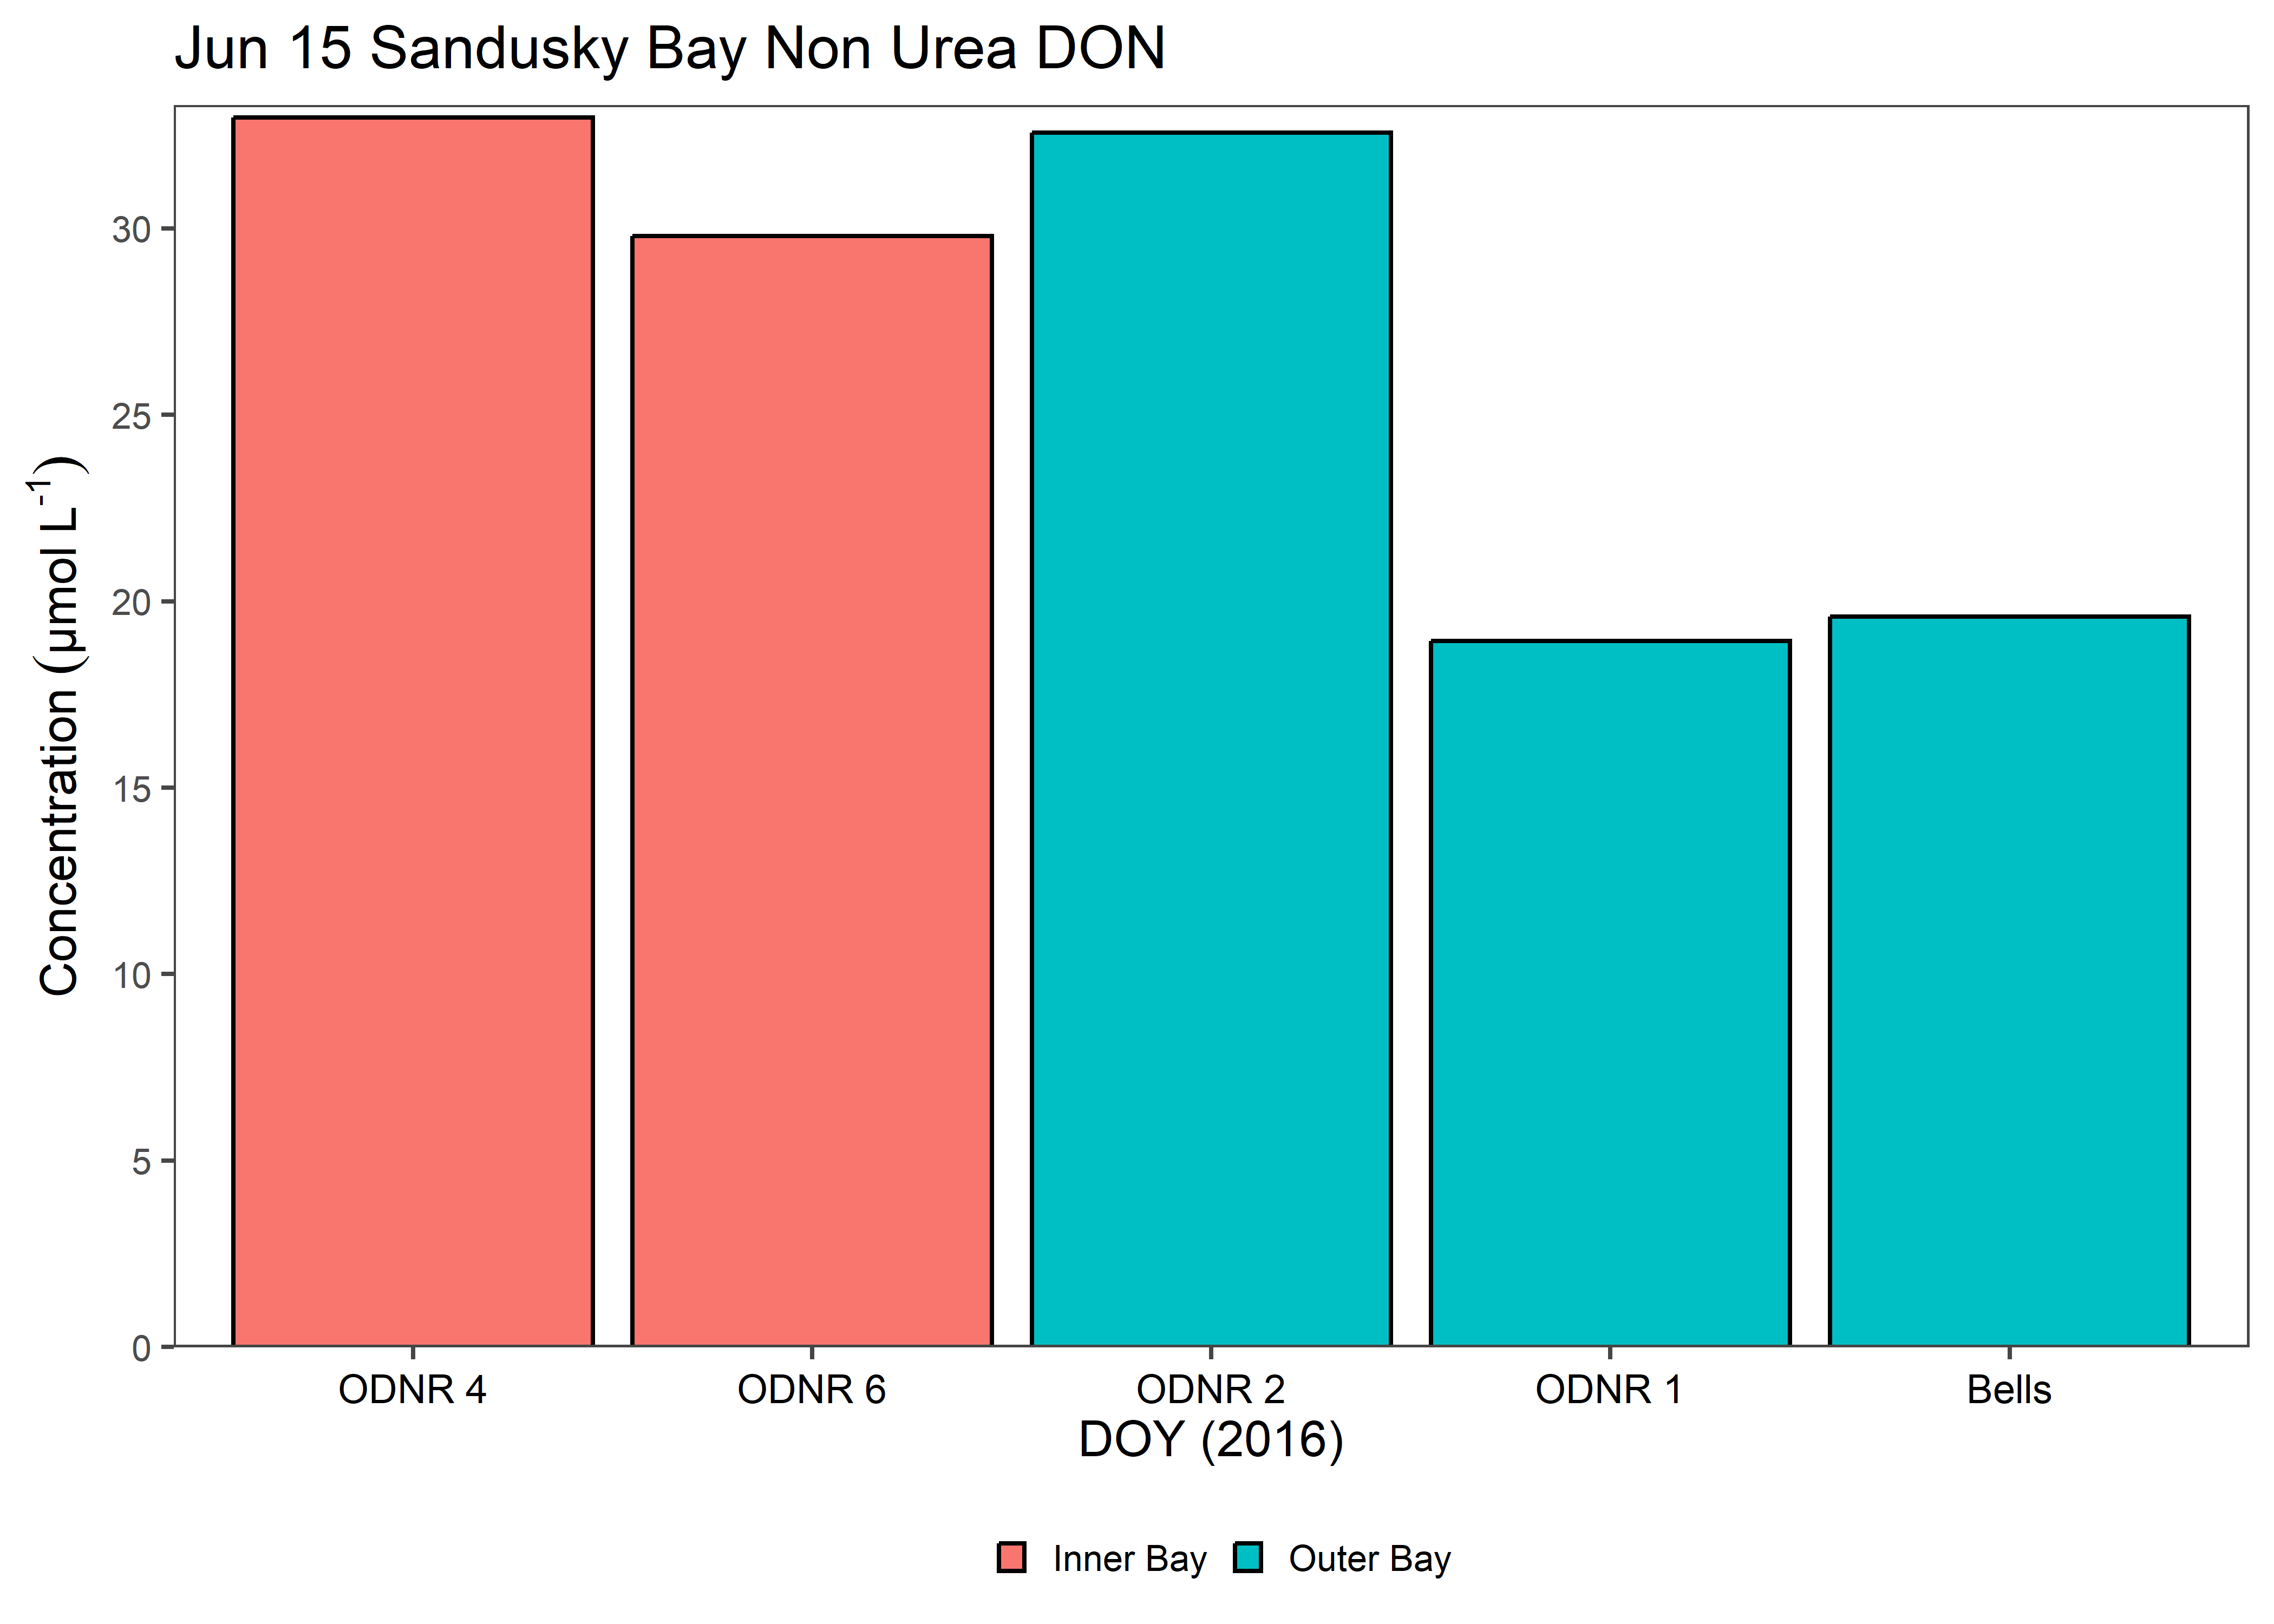 Jun 15 Sandusky Bay Non Urea DON
Concentration (µmol L⁻¹)
30
25
20
15
10
5
0
ODNR 4 ODNR 6 ODNR 2 ODNR 1 Bells
DOY (2016)
Inner Bay Outer Bay